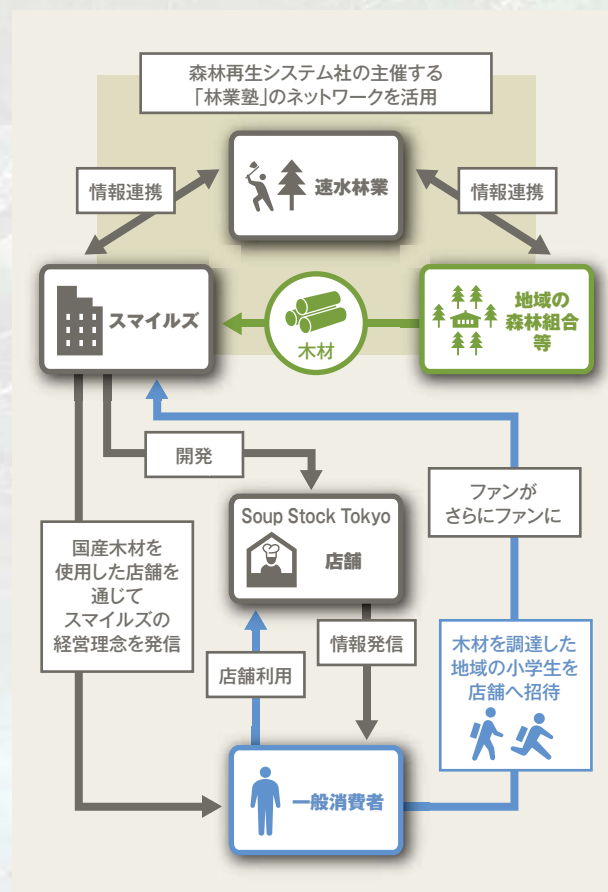 森林再生システム社の主催する
「林業塾」のネットワークを活用
速水林業
情報連携
情報連携
スマイルズ
木材
地域の
森林組合
等
開発
ファンが
さらにファンに
Soup Stock Tokyo
店舗
国産木材を
使用した店舗を
通じて
スマイルズの
経営理念を発信
店舗利用
情報発信
木材を調達した
地域の小学生を
店舗へ招待
一般消費者